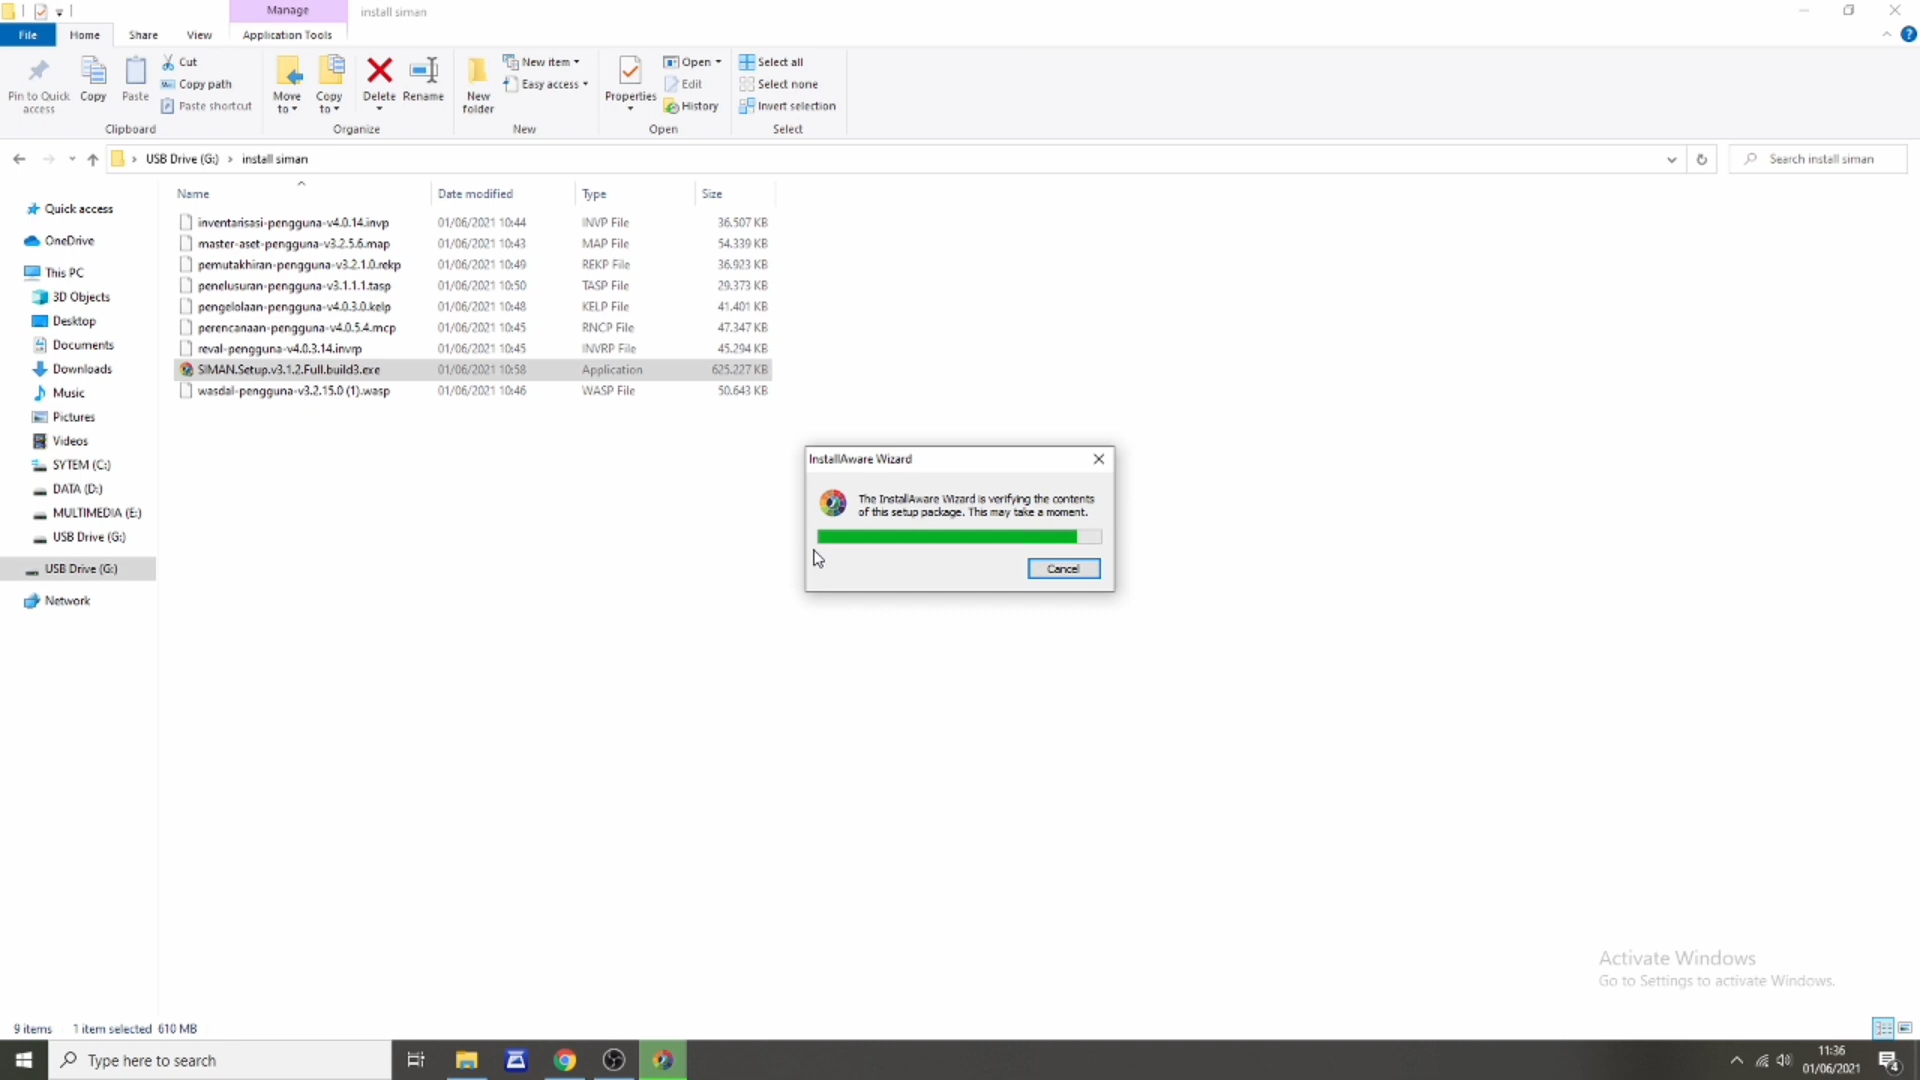 Manage
install siman
File
Home
Share
View
Application Tools
Pin to Quick access
Copy
Paste
Cut
Copy path
Paste shortcut
Clipboard
Move to
Copy to
Delete
Rename
Organize
New folder
New item
Easy access
New
Properties
Open
Edit
History
Open
Select all
Select none
Invert selection
Select
USB Drive (G:) › install siman
Search install siman
Name Date modified Type Size
inventarisasi-pengguna-v4.0.14.invp 01/06/2021 10:44 INVP File 36.507 KB
master-aset-pengguna-v3.2.5.6.map 01/06/2021 10:43 MAP File 54.339 KB
pemutakhiran-pengguna-v3.2.1.0.rekp 01/06/2021 10:49 REKP File 36.923 KB
penelusuran-pengguna-v3.1.1.1.tasp 01/06/2021 10:50 TASP File 29.373 KB
pengelolaan-pengguna-v4.0.3.0.kelp 01/06/2021 10:48 KELP File 41.401 KB
perencanaan-pengguna-v4.0.5.4.rncp 01/06/2021 10:45 RNCP File 47.347 KB
reval-pengguna-v4.0.3.14.invrp 01/06/2021 10:45 INVRP File 45.294 KB
SIMAN.Setup.v3.1.2.Full.build3.exe 01/06/2021 10:58 Application 625.227 KB
wasdal-pengguna-v3.2.15.0 (1).wasp 01/06/2021 10:46 WASP File 50.643 KB
Quick access
OneDrive
This PC
3D Objects
Desktop
Documents
Downloads
Music
Pictures
Videos
SYTEM (C:)
DATA (D:)
MULTIMEDIA (E:)
USB Drive (G:)
USB Drive (G:)
Network
InstallAware Wizard
The InstallAware Wizard is verifying the contents
of this setup package. This may take a moment.
Cancel
Activate Windows
Go to Settings to activate Windows.
9 items 1 item selected 610 MB
Type here to search
11:36
01/06/2021
4